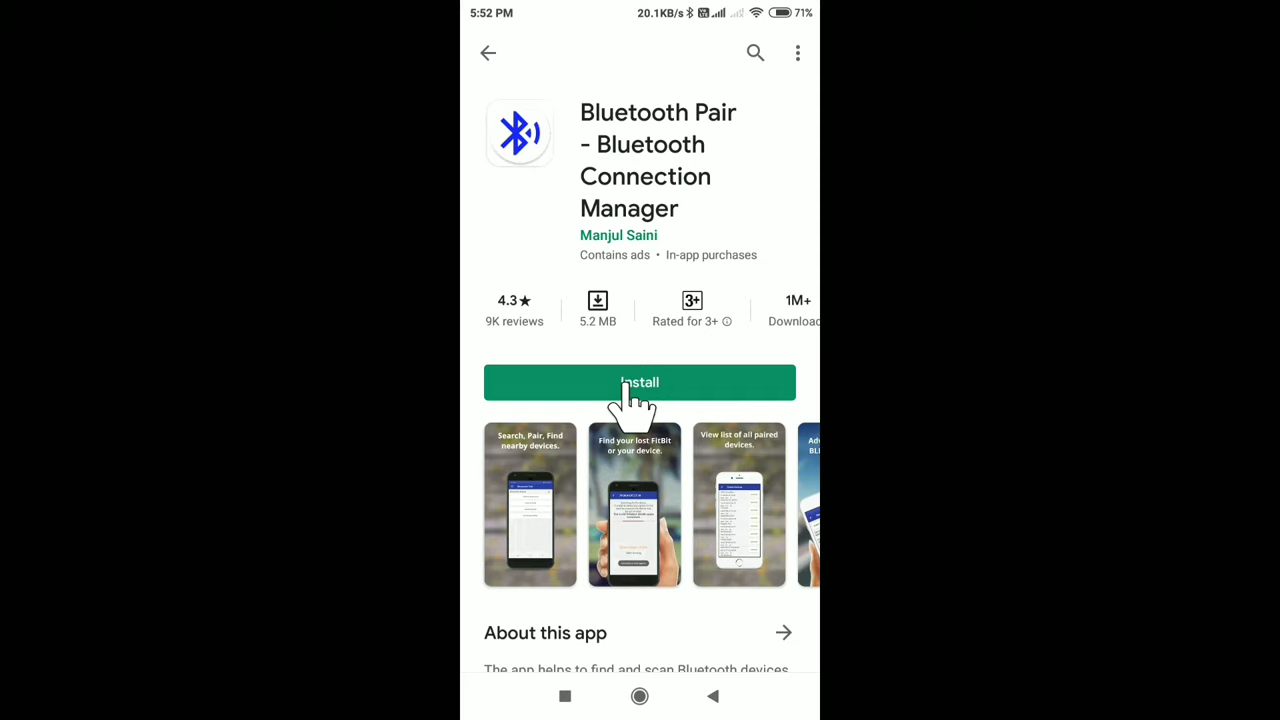 5:52 PM
20.1KB/s
71%
Bluetooth Pair
- Bluetooth
Connection
Manager
Manjul Saini
Contains ads • In-app purchases
4.3★
3+
1M+
9K reviews
5.2 MB
Rated for 3+
Downloac
Install
Search, Pair, Find
nearby devices.
Find your lost FitBit
or your device.
View list of all paired
devices.
About this app
The app helps to find and scan Bluetooth devices